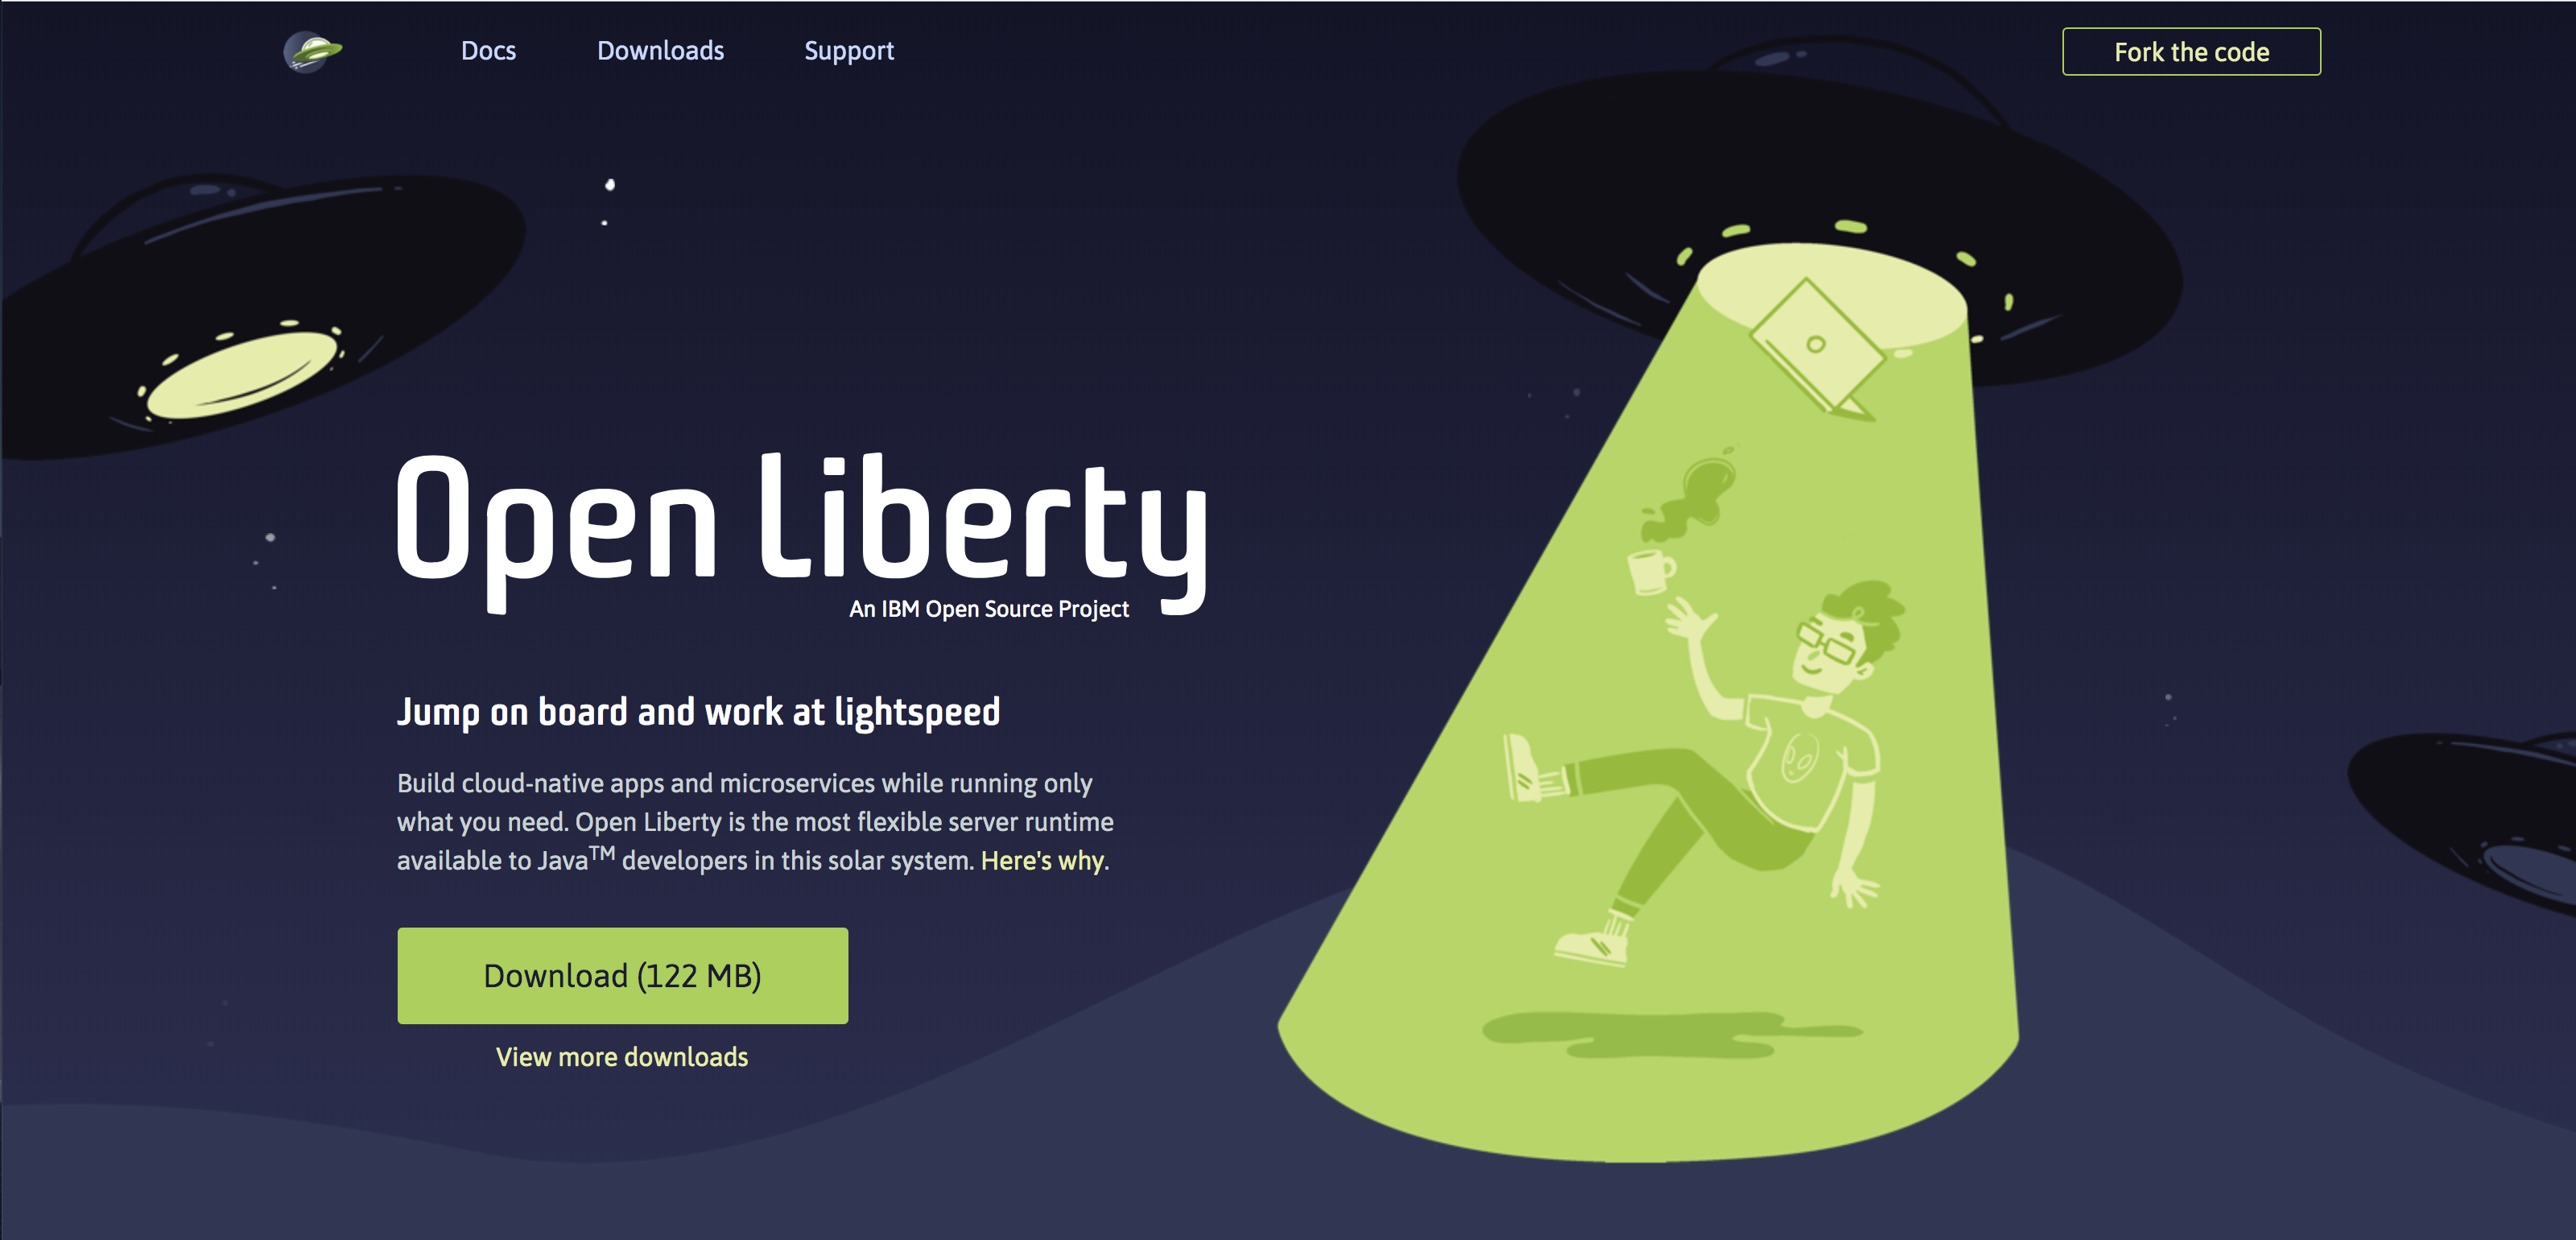 Docs
Downloads
Support
Fork the code
Open Liberty
An IBM Open Source Project
Jump on board and work at lightspeed
Build cloud-native apps and microservices while running only
what you need. Open Liberty is the most flexible server runtime
available to Java™ developers in this solar system. Here's why.
Download (122 MB)
View more downloads